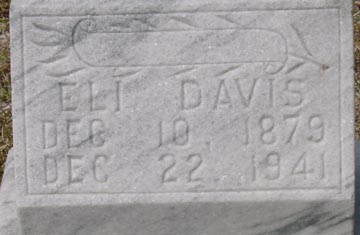 ELI DAVIS
DEC 10, 1879
DEC 22, 1941